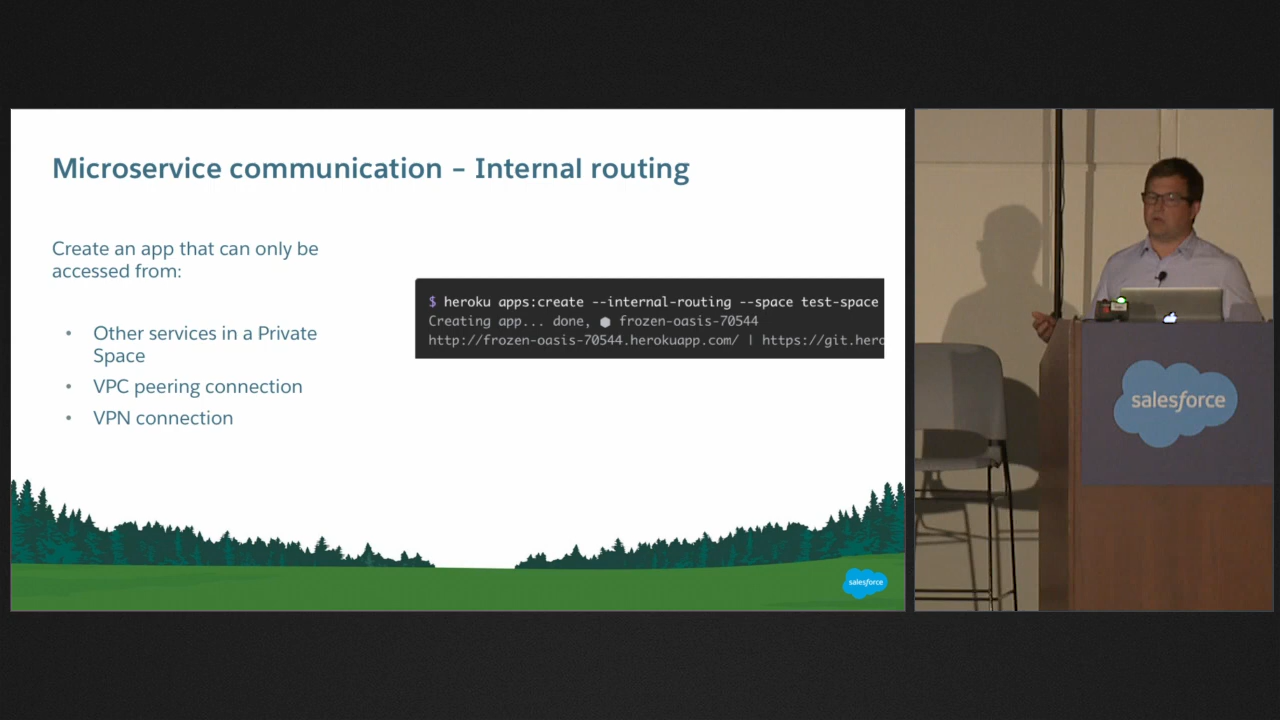 Microservice communication – Internal routing
Create an app that can only be
accessed from:
• Other services in a Private
Space
• VPC peering connection
• VPN connection
$ heroku apps:create --internal-routing --space test-space
Creating app... done, ⬢ frozen-oasis-70544
http://frozen-oasis-70544.herokuapp.com/ | https://git.hero
salesforce
salesforce